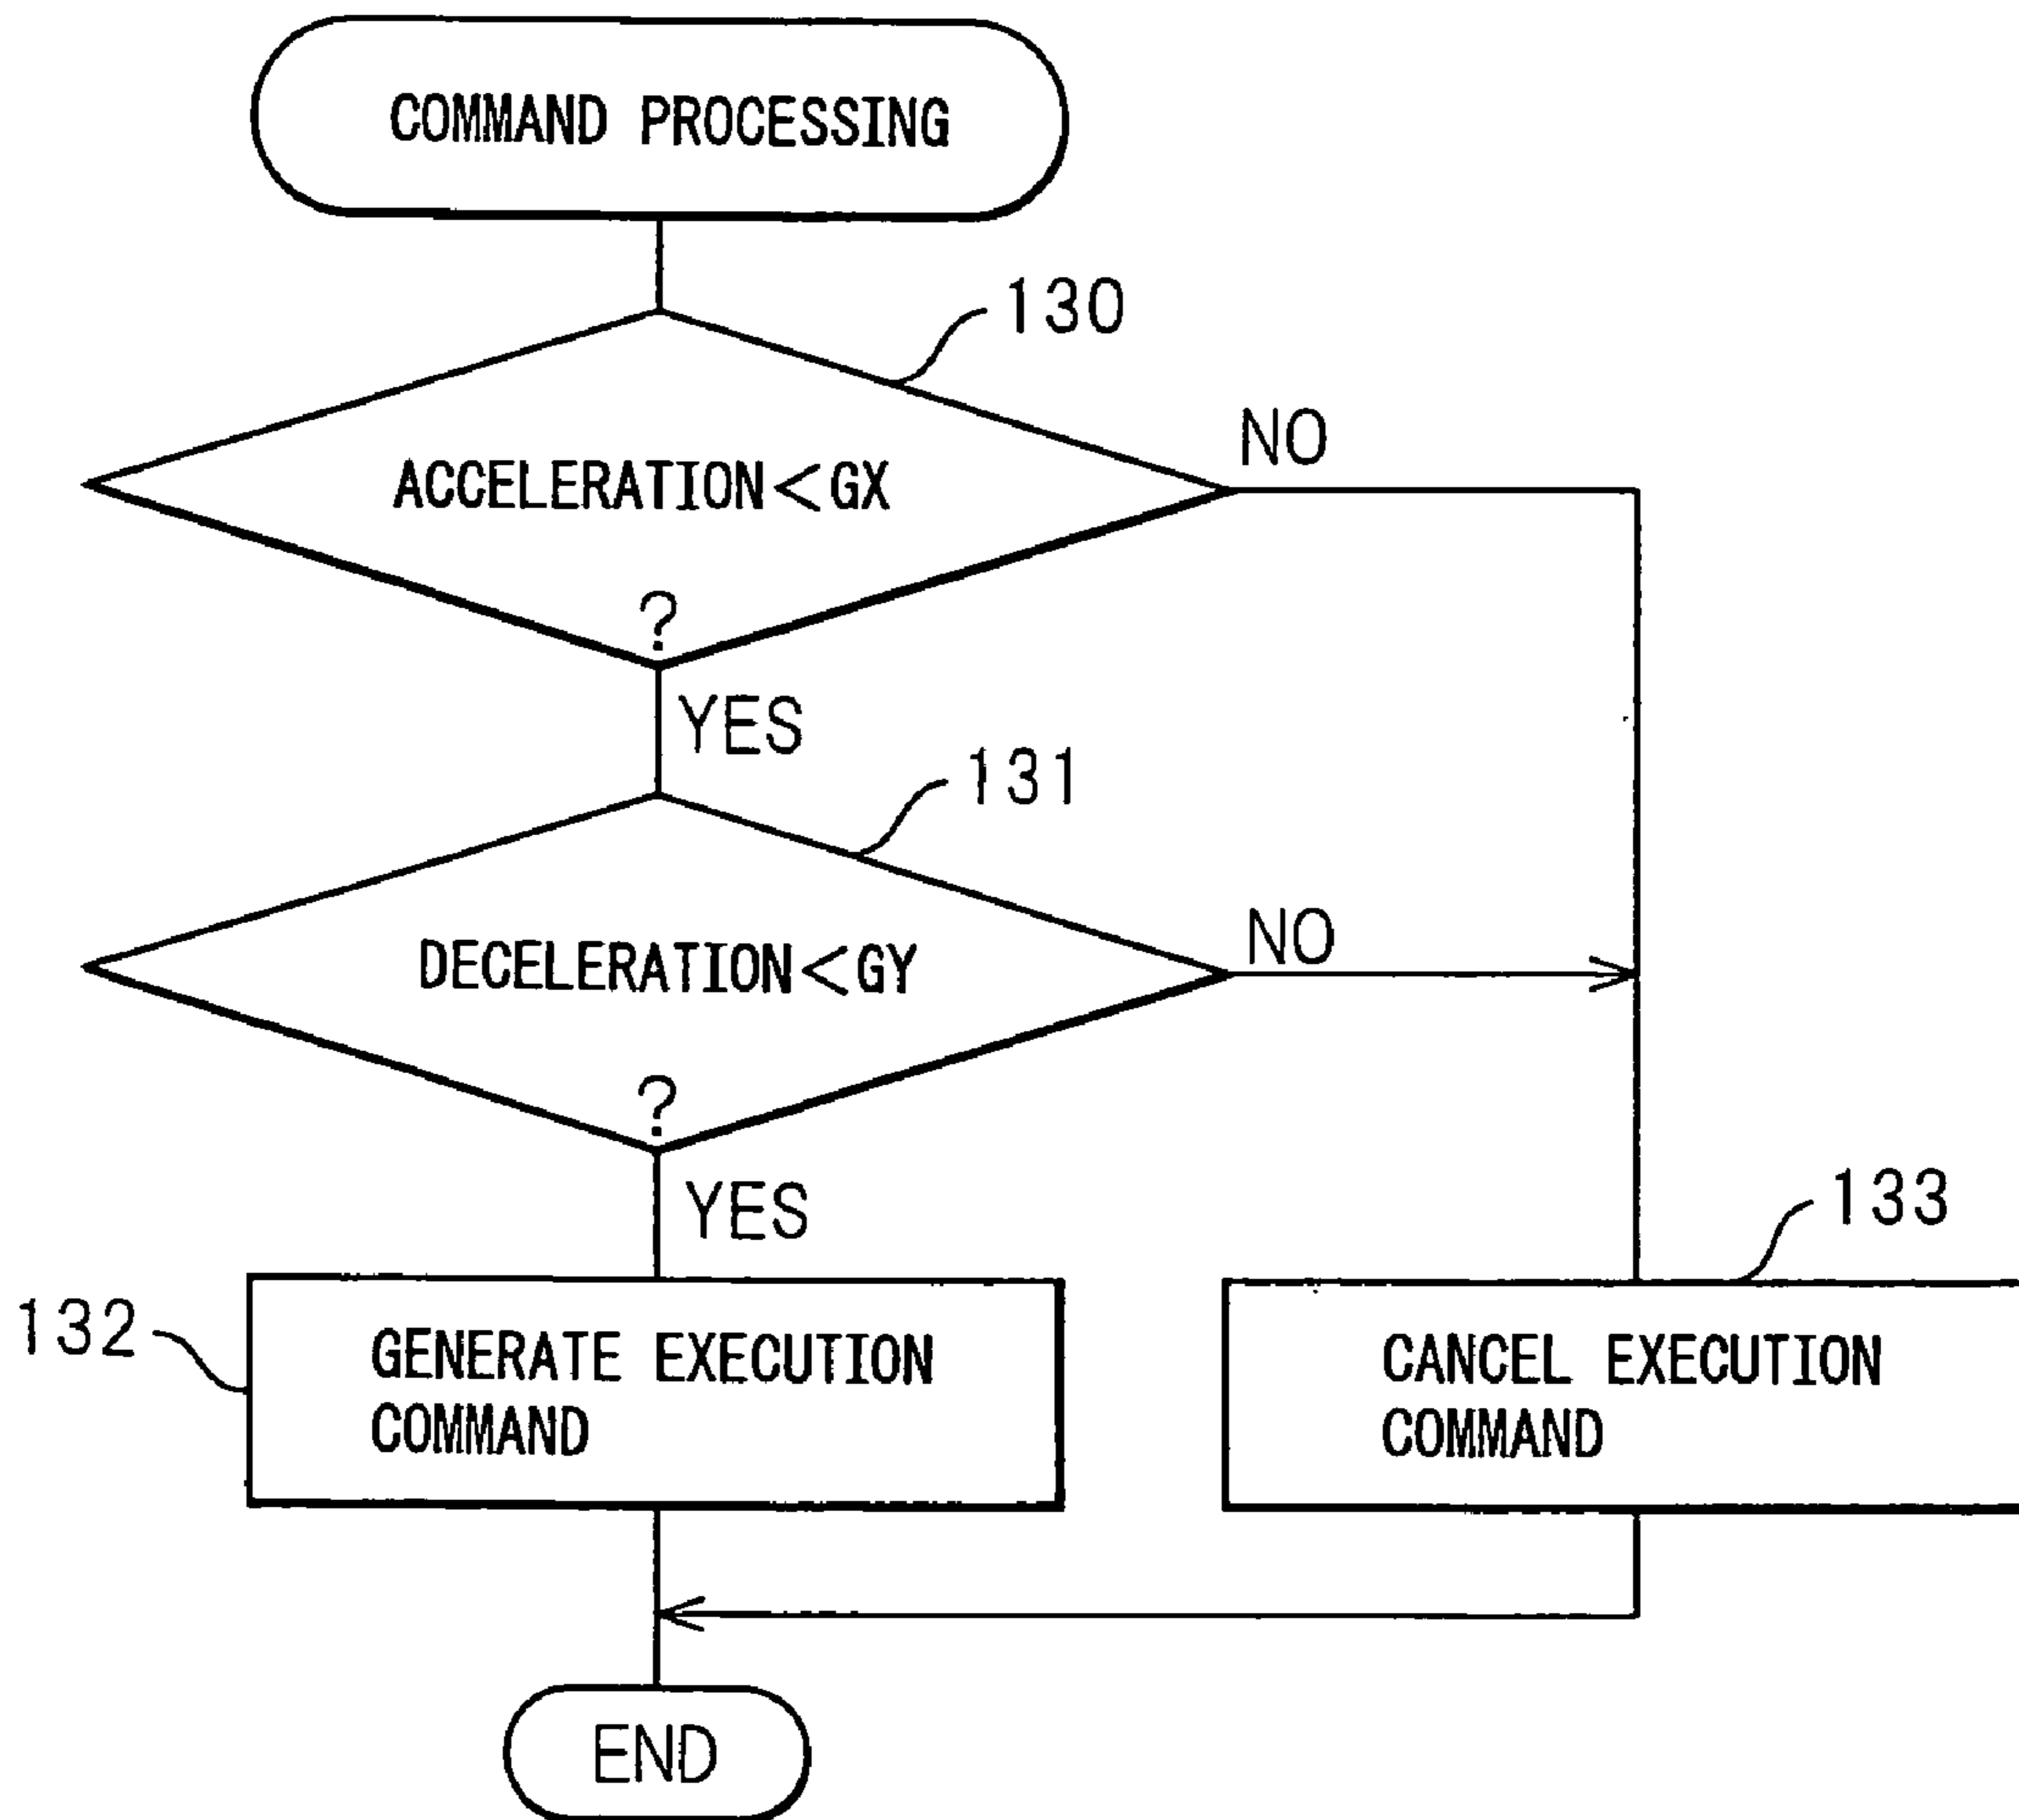 COMMAND PROCESSING
130
ACCELERATION<GX
?
NO
YES
131
DECELERATION<GY
?
NO
YES
132
GENERATE EXECUTION
COMMAND
133
CANCEL EXECUTION
COMMAND
END